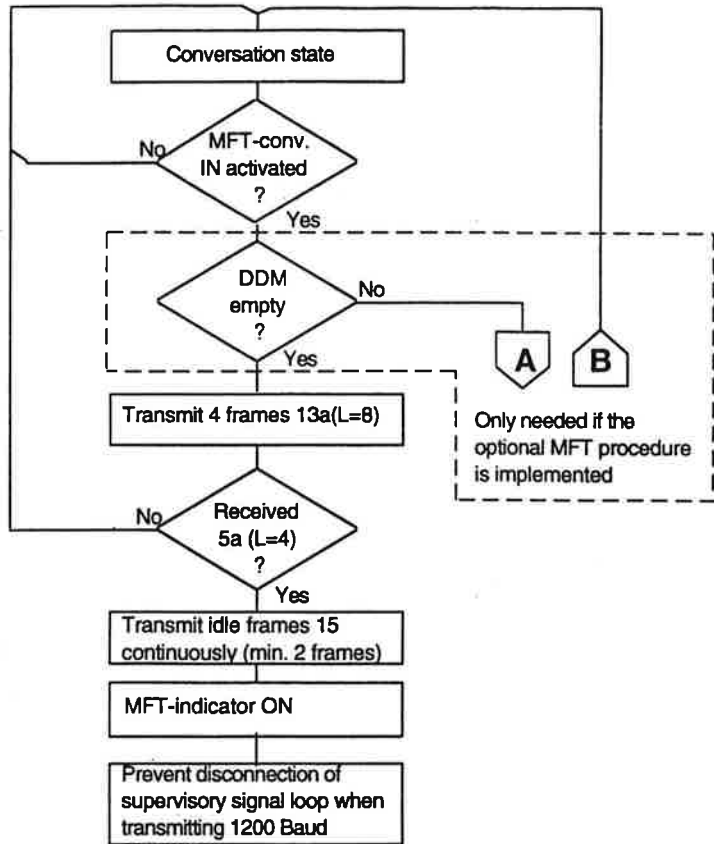 Conversation state
No
MFT-conv.
IN activated
?
Yes
DDM
empty
?
No
Yes
A
B
Transmit 4 frames 13a(L=8)
Only needed if the
optional MFT procedure
is implemented
No
Received
5a (L=4)
?
Yes
Transmit idle frames 15
continuously (min. 2 frames)
MFT-indicator ON
Prevent disconnection of
supervisory signal loop when
transmitting 1200 Baud